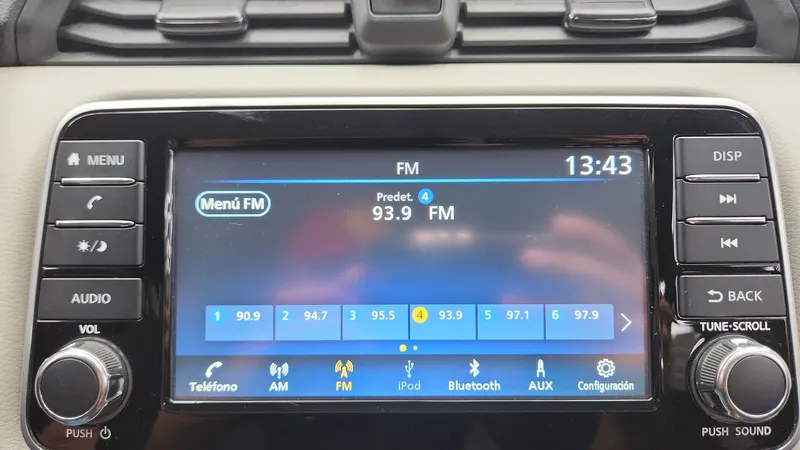 MENU
AUDIO
VOL
PUSH
FM
13:43
Menú FM
Predet. 4
93.9 FM
1 90.9 2 94.7 3 95.5 4 93.9 5 97.1 6 97.9
Teléfono AM FM iPod Bluetooth AUX Configuración
DISP
BACK
TUNE·SCROLL
PUSH SOUND